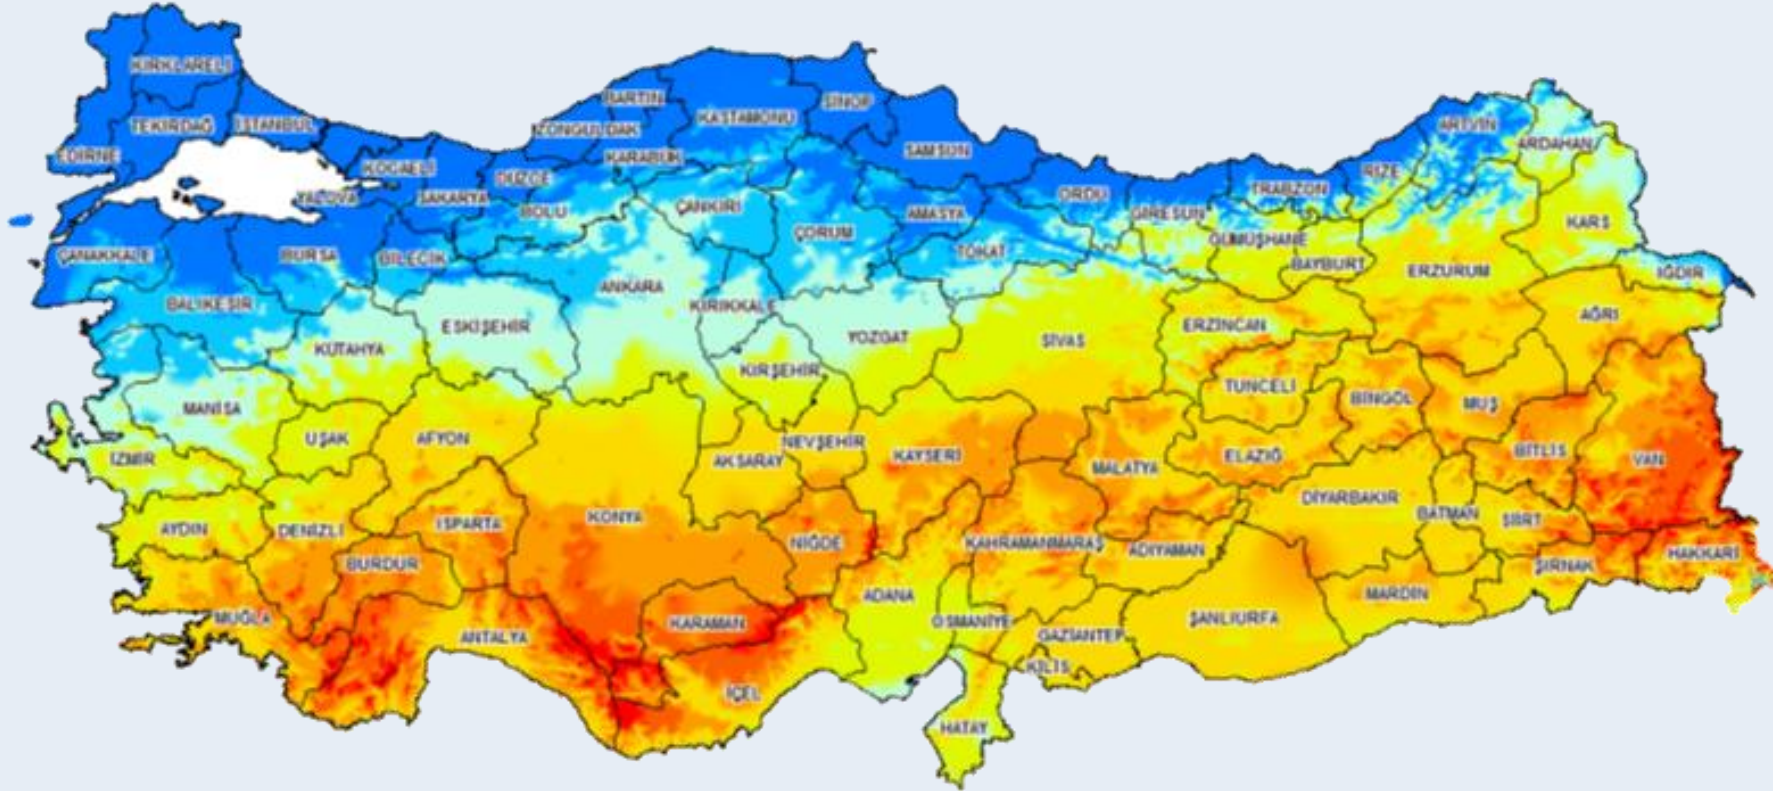 KIRKLARELİ
BARTIN
KASTAMONU
SİNOP
TEKİRDAĞ
İSTANBUL
ZONGULDAK
ARTVİN
EDİRNE
KOCAELİ
DÜZCE
KARABÜK
SAMSUN
RİZE
ARDAHAN
YALOVA
SAKARYA
BOLU
ÇANKIRI
AMASYA
ORDU
GİRESUN
TRABZON
ÇANAKKALE
BURSA
BİLECİK
ÇORUM
TOKAT
GÜMÜŞHANE
KARS
BALIKESİR
ANKARA
KIRIKKALE
BAYBURT
ERZURUM
IĞDIR
ESKİŞEHİR
KÜTAHYA
YOZGAT
SİVAS
ERZİNCAN
AĞRI
KIRŞEHİR
TUNCELİ
BİNGÖL
MUŞ
MANİSA
UŞAK
AFYON
NEVŞEHİR
AKSARAY
KAYSERİ
MALATYA
ELAZIĞ
BİTLİS
VAN
İZMİR
DİYARBAKIR
BATMAN
SİİRT
AYDIN
DENİZLİ
ISPARTA
KONYA
NİĞDE
KAHRAMANMARAŞ
ADIYAMAN
ŞIRNAK
HAKKARİ
BURDUR
ADANA
MARDİN
MUĞLA
ANTALYA
KARAMAN
OSMANİYE
GAZİANTEP
ŞANLIURFA
KİLİS
İÇEL
HATAY